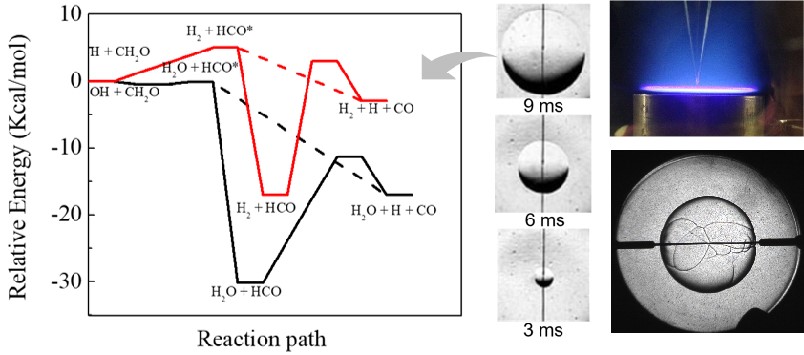 Relative Energy (Kcal/mol)
10
0
-10
-20
-30
H + CH₂O
H₂ + HCO*
OH + CH₂O
H₂O + HCO*
H₂ + H + CO
H₂ + HCO
H₂O + H + CO
H₂O – HCO
Reaction path
9 ms
6 ms
3 ms